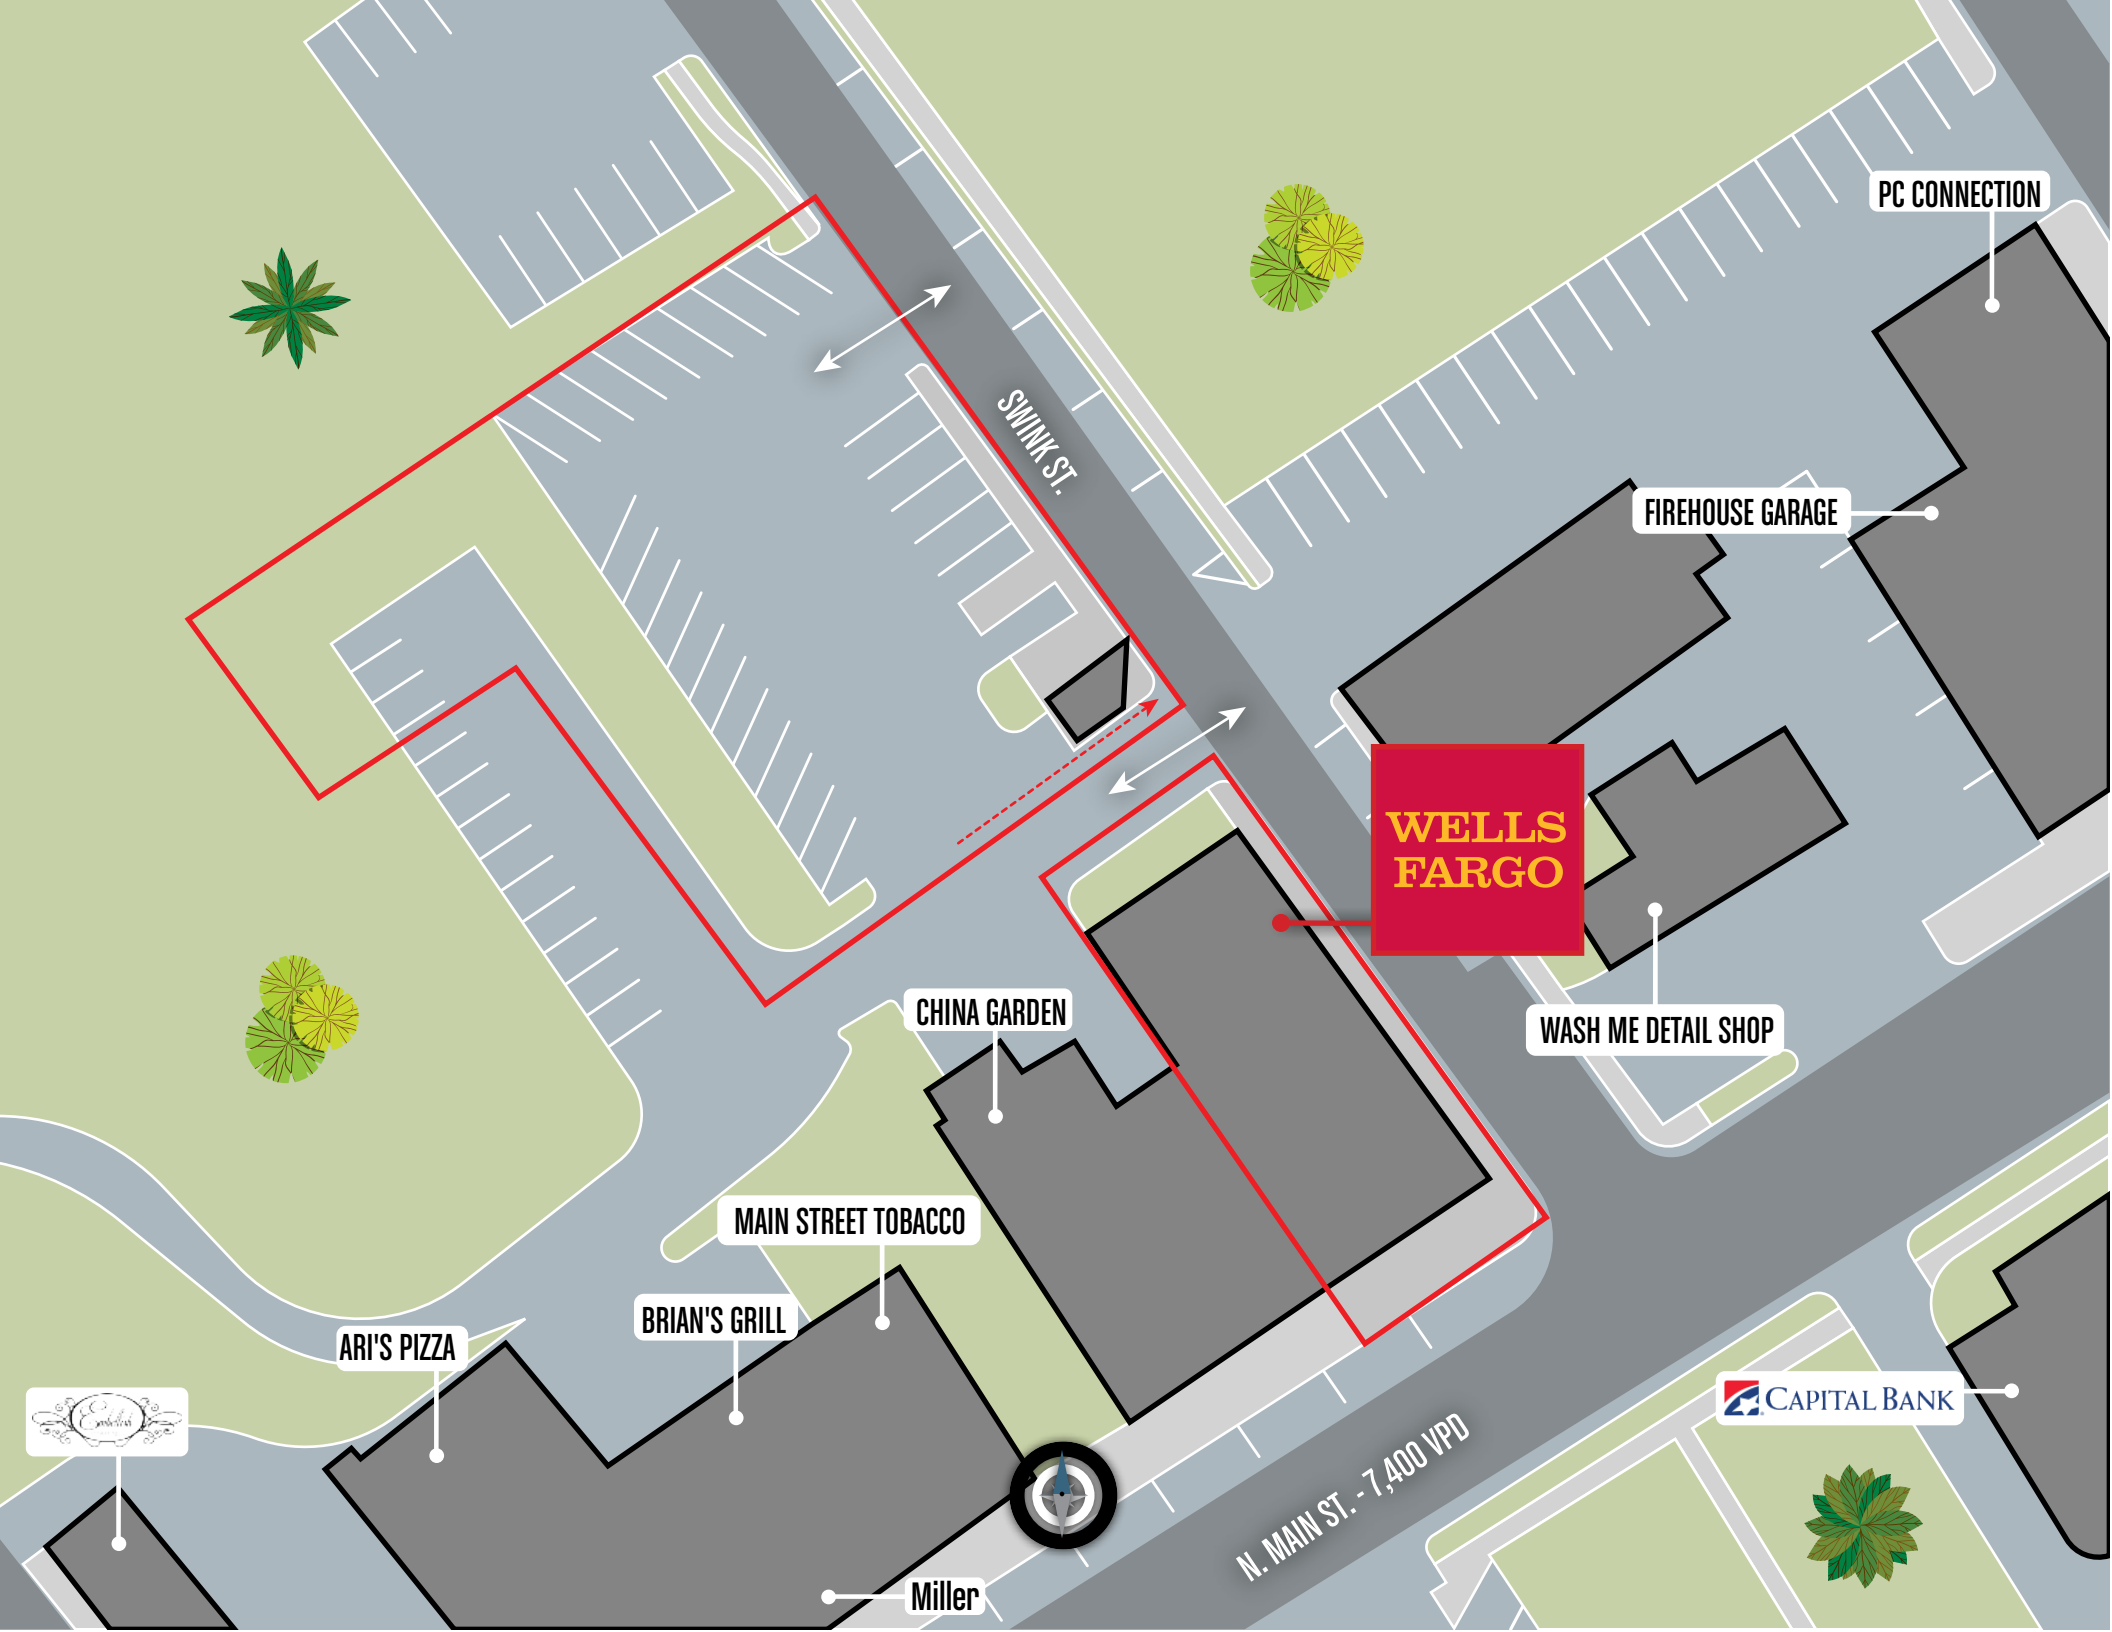 PC CONNECTION
SWINK ST.
FIREHOUSE GARAGE
WELLS
FARGO
CHINA GARDEN
WASH ME DETAIL SHOP
MAIN STREET TOBACCO
BRIAN'S GRILL
ARI'S PIZZA
CAPITAL BANK
N. MAIN ST. - 7,400 VPD
Miller